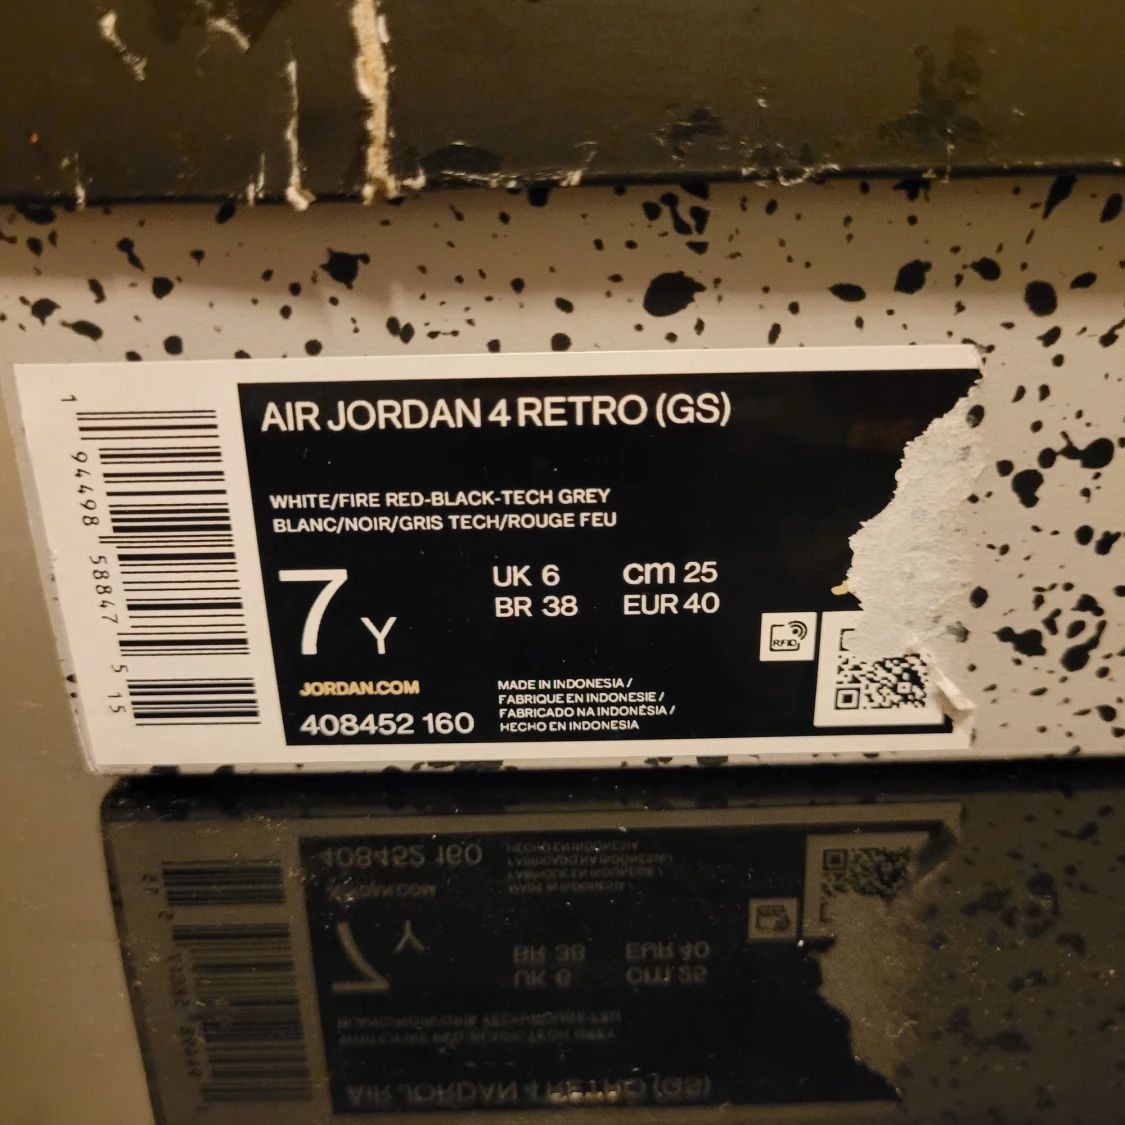 1 94498 58847 5 15
AIR JORDAN 4 RETRO (GS)
WHITE/FIRE RED-BLACK-TECH GREY
BLANC/NOIR/GRIS TECH/ROUGE FEU
7 Y
UK 6 cm 25
BR 38 EUR 40
RFID
JORDAN.COM
408452 160
MADE IN INDONESIA /
FABRIQUE EN INDONESIE /
FABRICADO NA INDONÉSIA /
HECHO EN INDONESIA